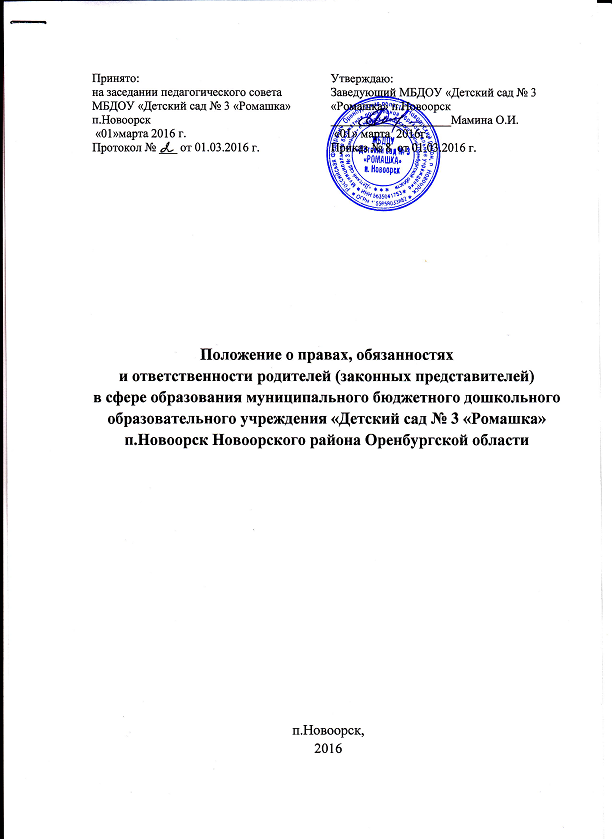 Принято:
на заседании педагогического совета
МБДОУ «Детский сад № 3 «Ромашка»
п.Новоорск
«01»марта 2016 г.
Протокол № 2 от 01.03.2016 г.
Утверждаю:
Заведующий МБДОУ «Детский сад № 3
«Ромашка» п.Новоорск
Мамина О.И.
«01» марта 2016г.
Приказ № 8 от 01.03.2016 г.
МБДОУ
«Детский сад № 3
«РОМАШКА»
п. Новоорск
Положение о правах, обязанностях
и ответственности родителей (законных представителей)
в сфере образования муниципального бюджетного дошкольного
образовательного учреждения «Детский сад № 3 «Ромашка»
п.Новоорск Новоорского района Оренбургской области
п.Новоорск,
2016